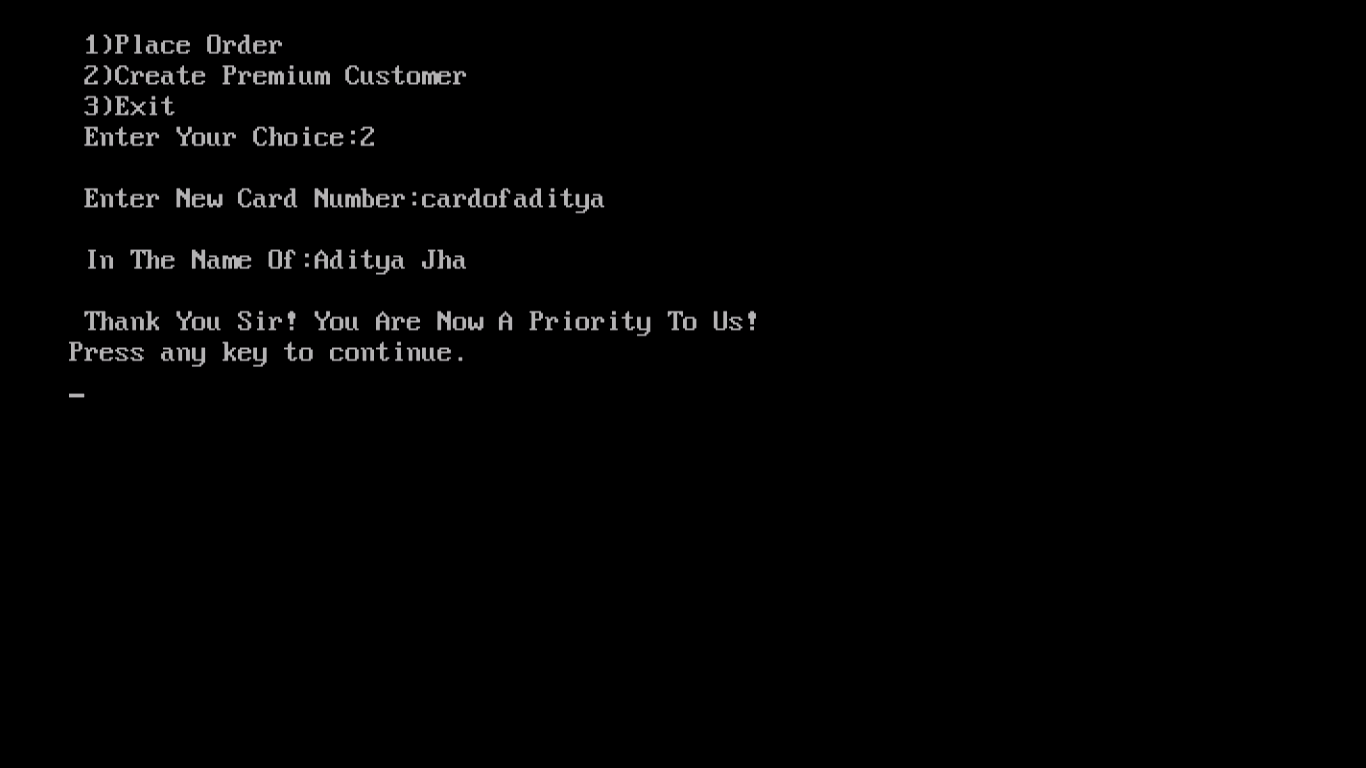 1)Place Order
2)Create Premium Customer
3)Exit
Enter Your Choice:2
Enter New Card Number:cardofaditya
In The Name Of:Aditya Jha
Thank You Sir! You Are Now A Priority To Us!
Press any key to continue.
_